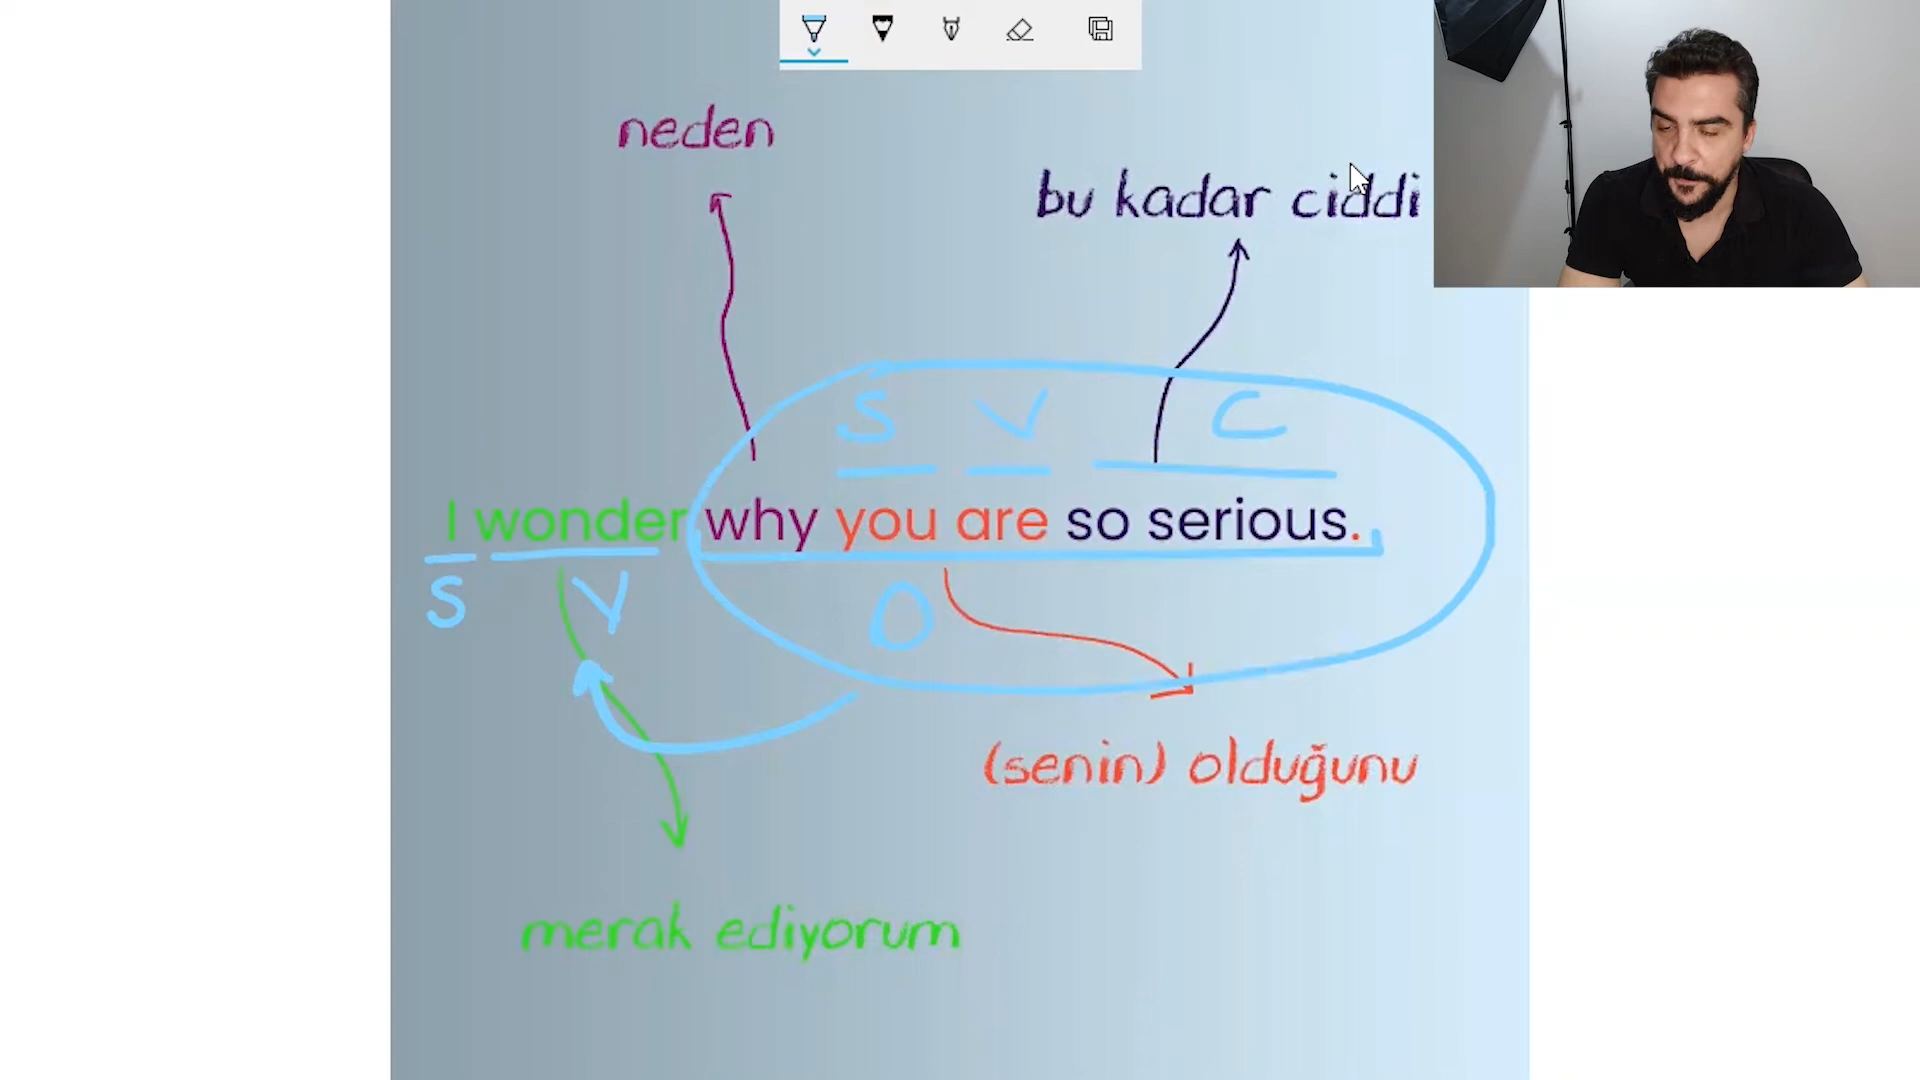 neden
bu kadar ciddi
S V C
I wonder why you are so serious.
S V O
(senin) olduğunu
merak ediyorum